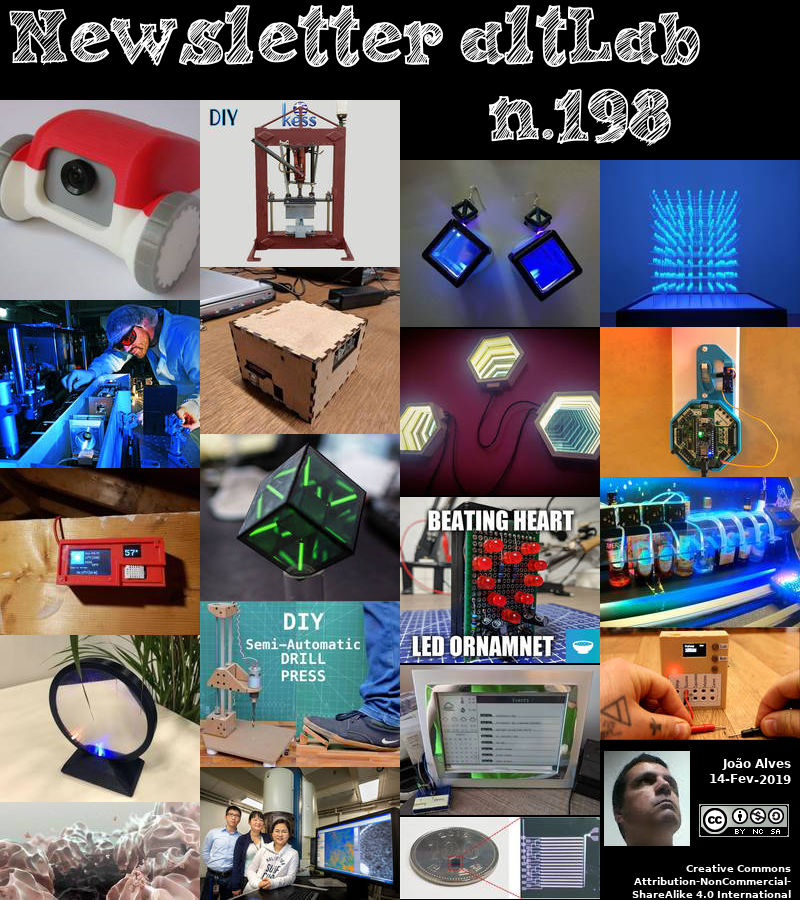 Newsletter altLab
n.198
DIY
kess
57°
BEATING HEART
LED ORNAMNET
DIY
Semi-Automatic
DRILL
PRESS
João Alves
14-Fev-2019
cc
BY NC SA
Creative Commons
Attribution-NonCommercial-
ShareAlike 4.0 International